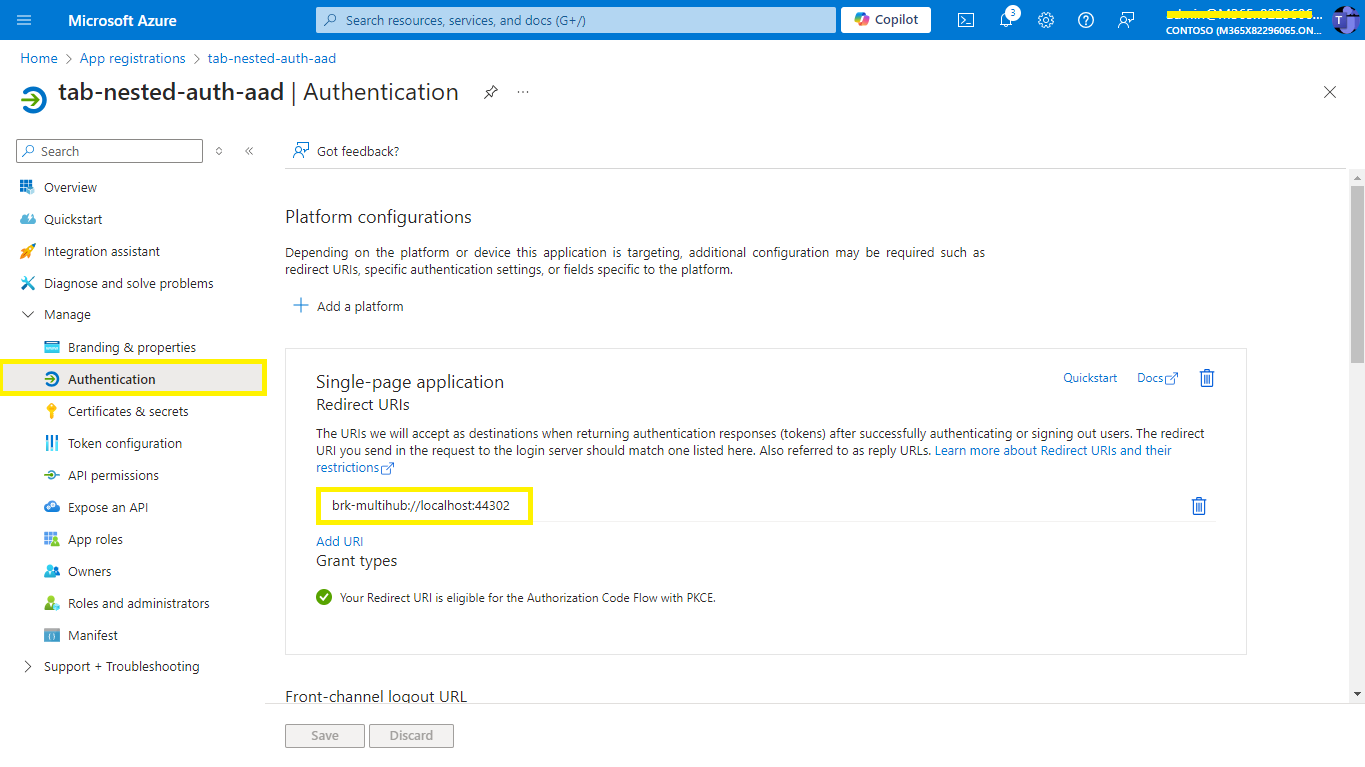 Microsoft Azure
Search resources, services, and docs (G+/)
Copilot
3
CONTOSO (M365X82296065.ON...
Home > App registrations > tab-nested-auth-aad
tab-nested-auth-aad | Authentication
...
Search
Got feedback?
Overview
Quickstart
Integration assistant
Diagnose and solve problems
Manage
Branding & properties
Authentication
Certificates & secrets
Token configuration
API permissions
Expose an API
App roles
Owners
Roles and administrators
Manifest
Support + Troubleshooting
Platform configurations
Depending on the platform or device this application is targeting, additional configuration may be required such as
redirect URIs, specific authentication settings, or fields specific to the platform.
Add a platform
Single-page application
Quickstart
Docs
Redirect URIs
The URIs we will accept as destinations when returning authentication responses (tokens) after successfully authenticating or signing out users. The redirect
URI you send in the request to the login server should match one listed here. Also referred to as reply URLs. Learn more about Redirect URIs and their
restrictions
brk-multihub://localhost:44302
Add URI
Grant types
Your Redirect URI is eligible for the Authorization Code Flow with PKCE.
Front-channel logout URL
Save
Discard